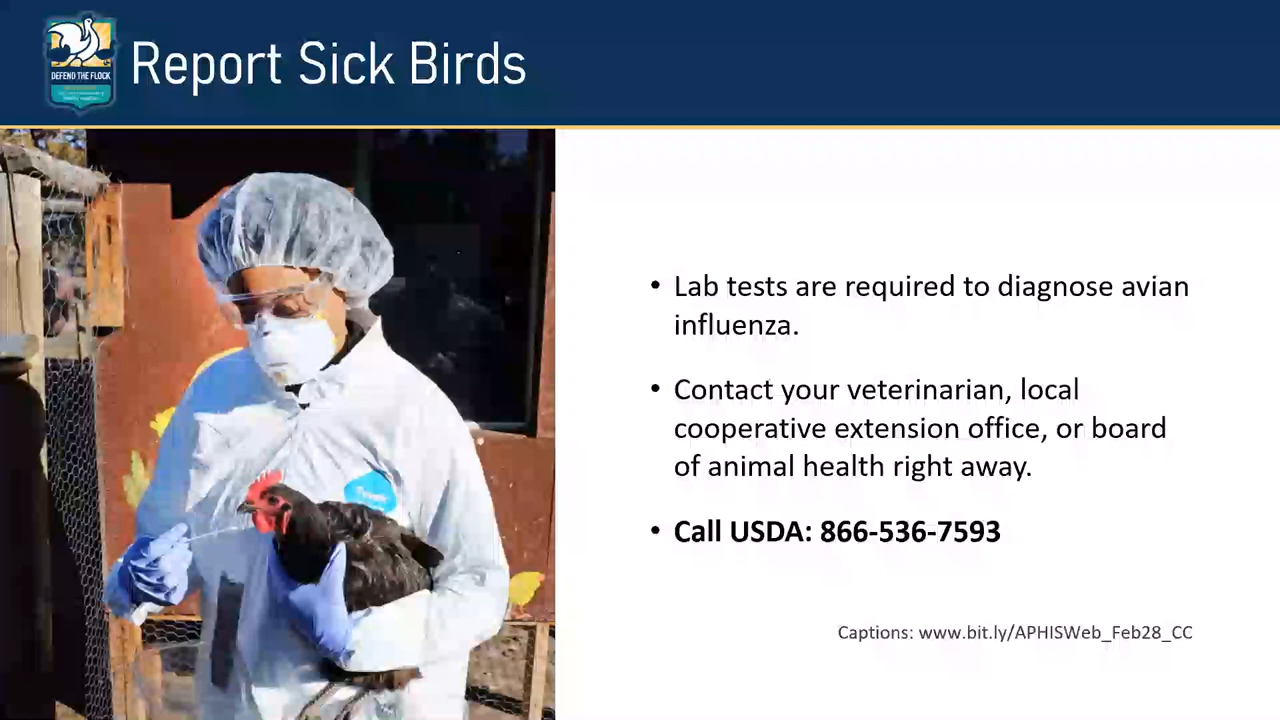 DEFEND THE FLOCK
Report Sick Birds
• Lab tests are required to diagnose avian
influenza.
• Contact your veterinarian, local
cooperative extension office, or board
of animal health right away.
• Call USDA: 866-536-7593
Captions: www.bit.ly/APHISWeb_Feb28_CC